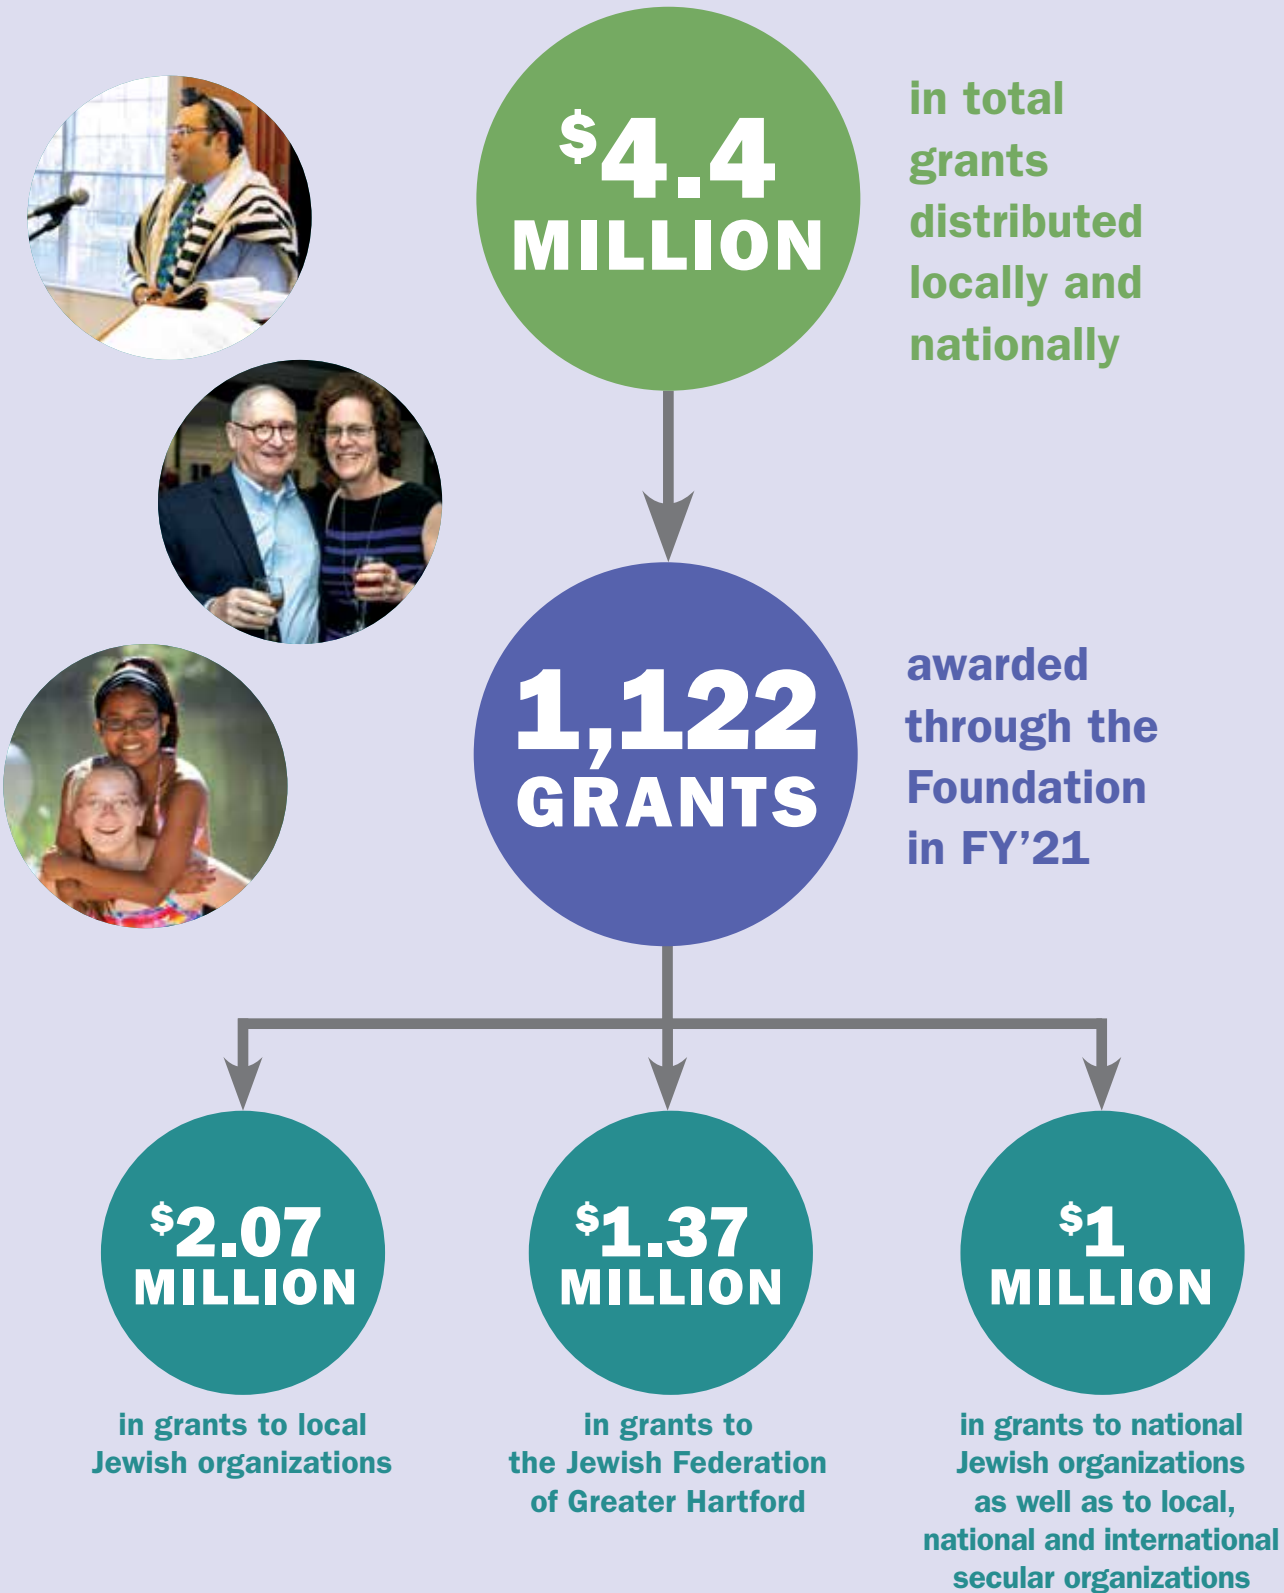 $4.4
MILLION
in total
grants
distributed
locally and
nationally
1,122
GRANTS
awarded
through the
Foundation
in FY’21
$2.07
MILLION
in grants to local
Jewish organizations
$1.37
MILLION
in grants to
the Jewish Federation
of Greater Hartford
$1
MILLION
in grants to national
Jewish organizations
as well as to local,
national and international
secular organizations